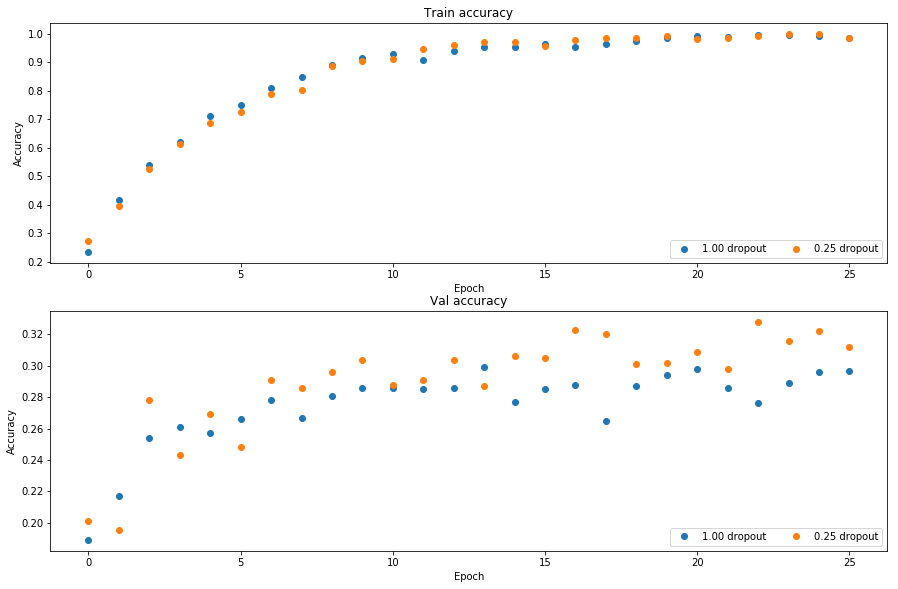 Train accuracy
Accuracy
1.0
0.9
0.8
0.7
0.6
0.5
0.4
0.3
0.2
1.00 dropout 0.25 dropout
0 5 10 15 20 25
Epoch
Val accuracy
Accuracy
0.32
0.30
0.28
0.26
0.24
0.22
0.20
1.00 dropout 0.25 dropout
0 5 10 15 20 25
Epoch